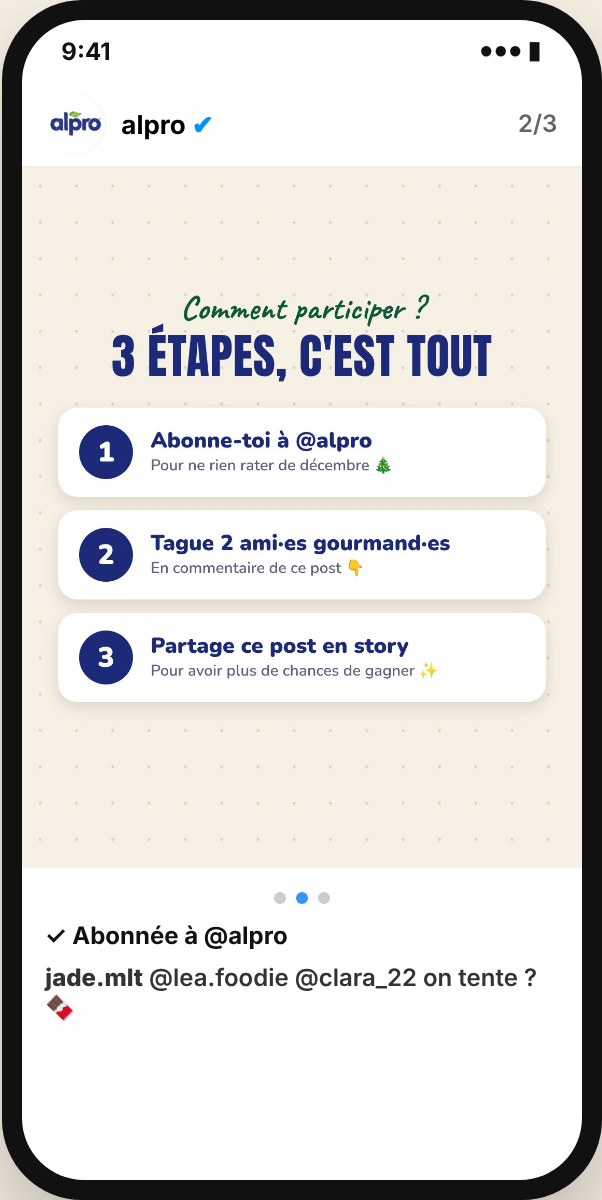 9:41
alpro
alpro ✔
2/3
Comment participer ?
3 ÉTAPES, C'EST TOUT
1
Abonne-toi à @alpro
Pour ne rien rater de décembre 🎄
2
Tague 2 ami·es gourmand·es
En commentaire de ce post 👇
3
Partage ce post en story
Pour avoir plus de chances de gagner ✨
✓ Abonnée à @alpro
jade.mlt @lea.foodie @clara_22 on tente ?
🍫